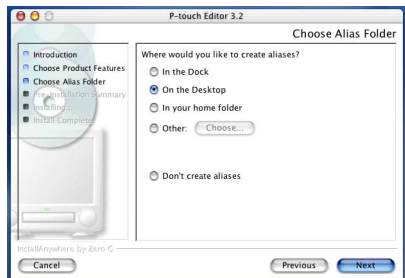 P-touch Editor 3.2
Choose Alias Folder
Introduction
Choose Product Features
Choose Alias Folder
Pre-Installation Summary
Installing...
Install Complete
Where would you like to create aliases?
In the Dock
On the Desktop
In your home folder
Other: Choose...
Don't create aliases
InstallAnywhere by Zero G
Cancel
Previous
Next